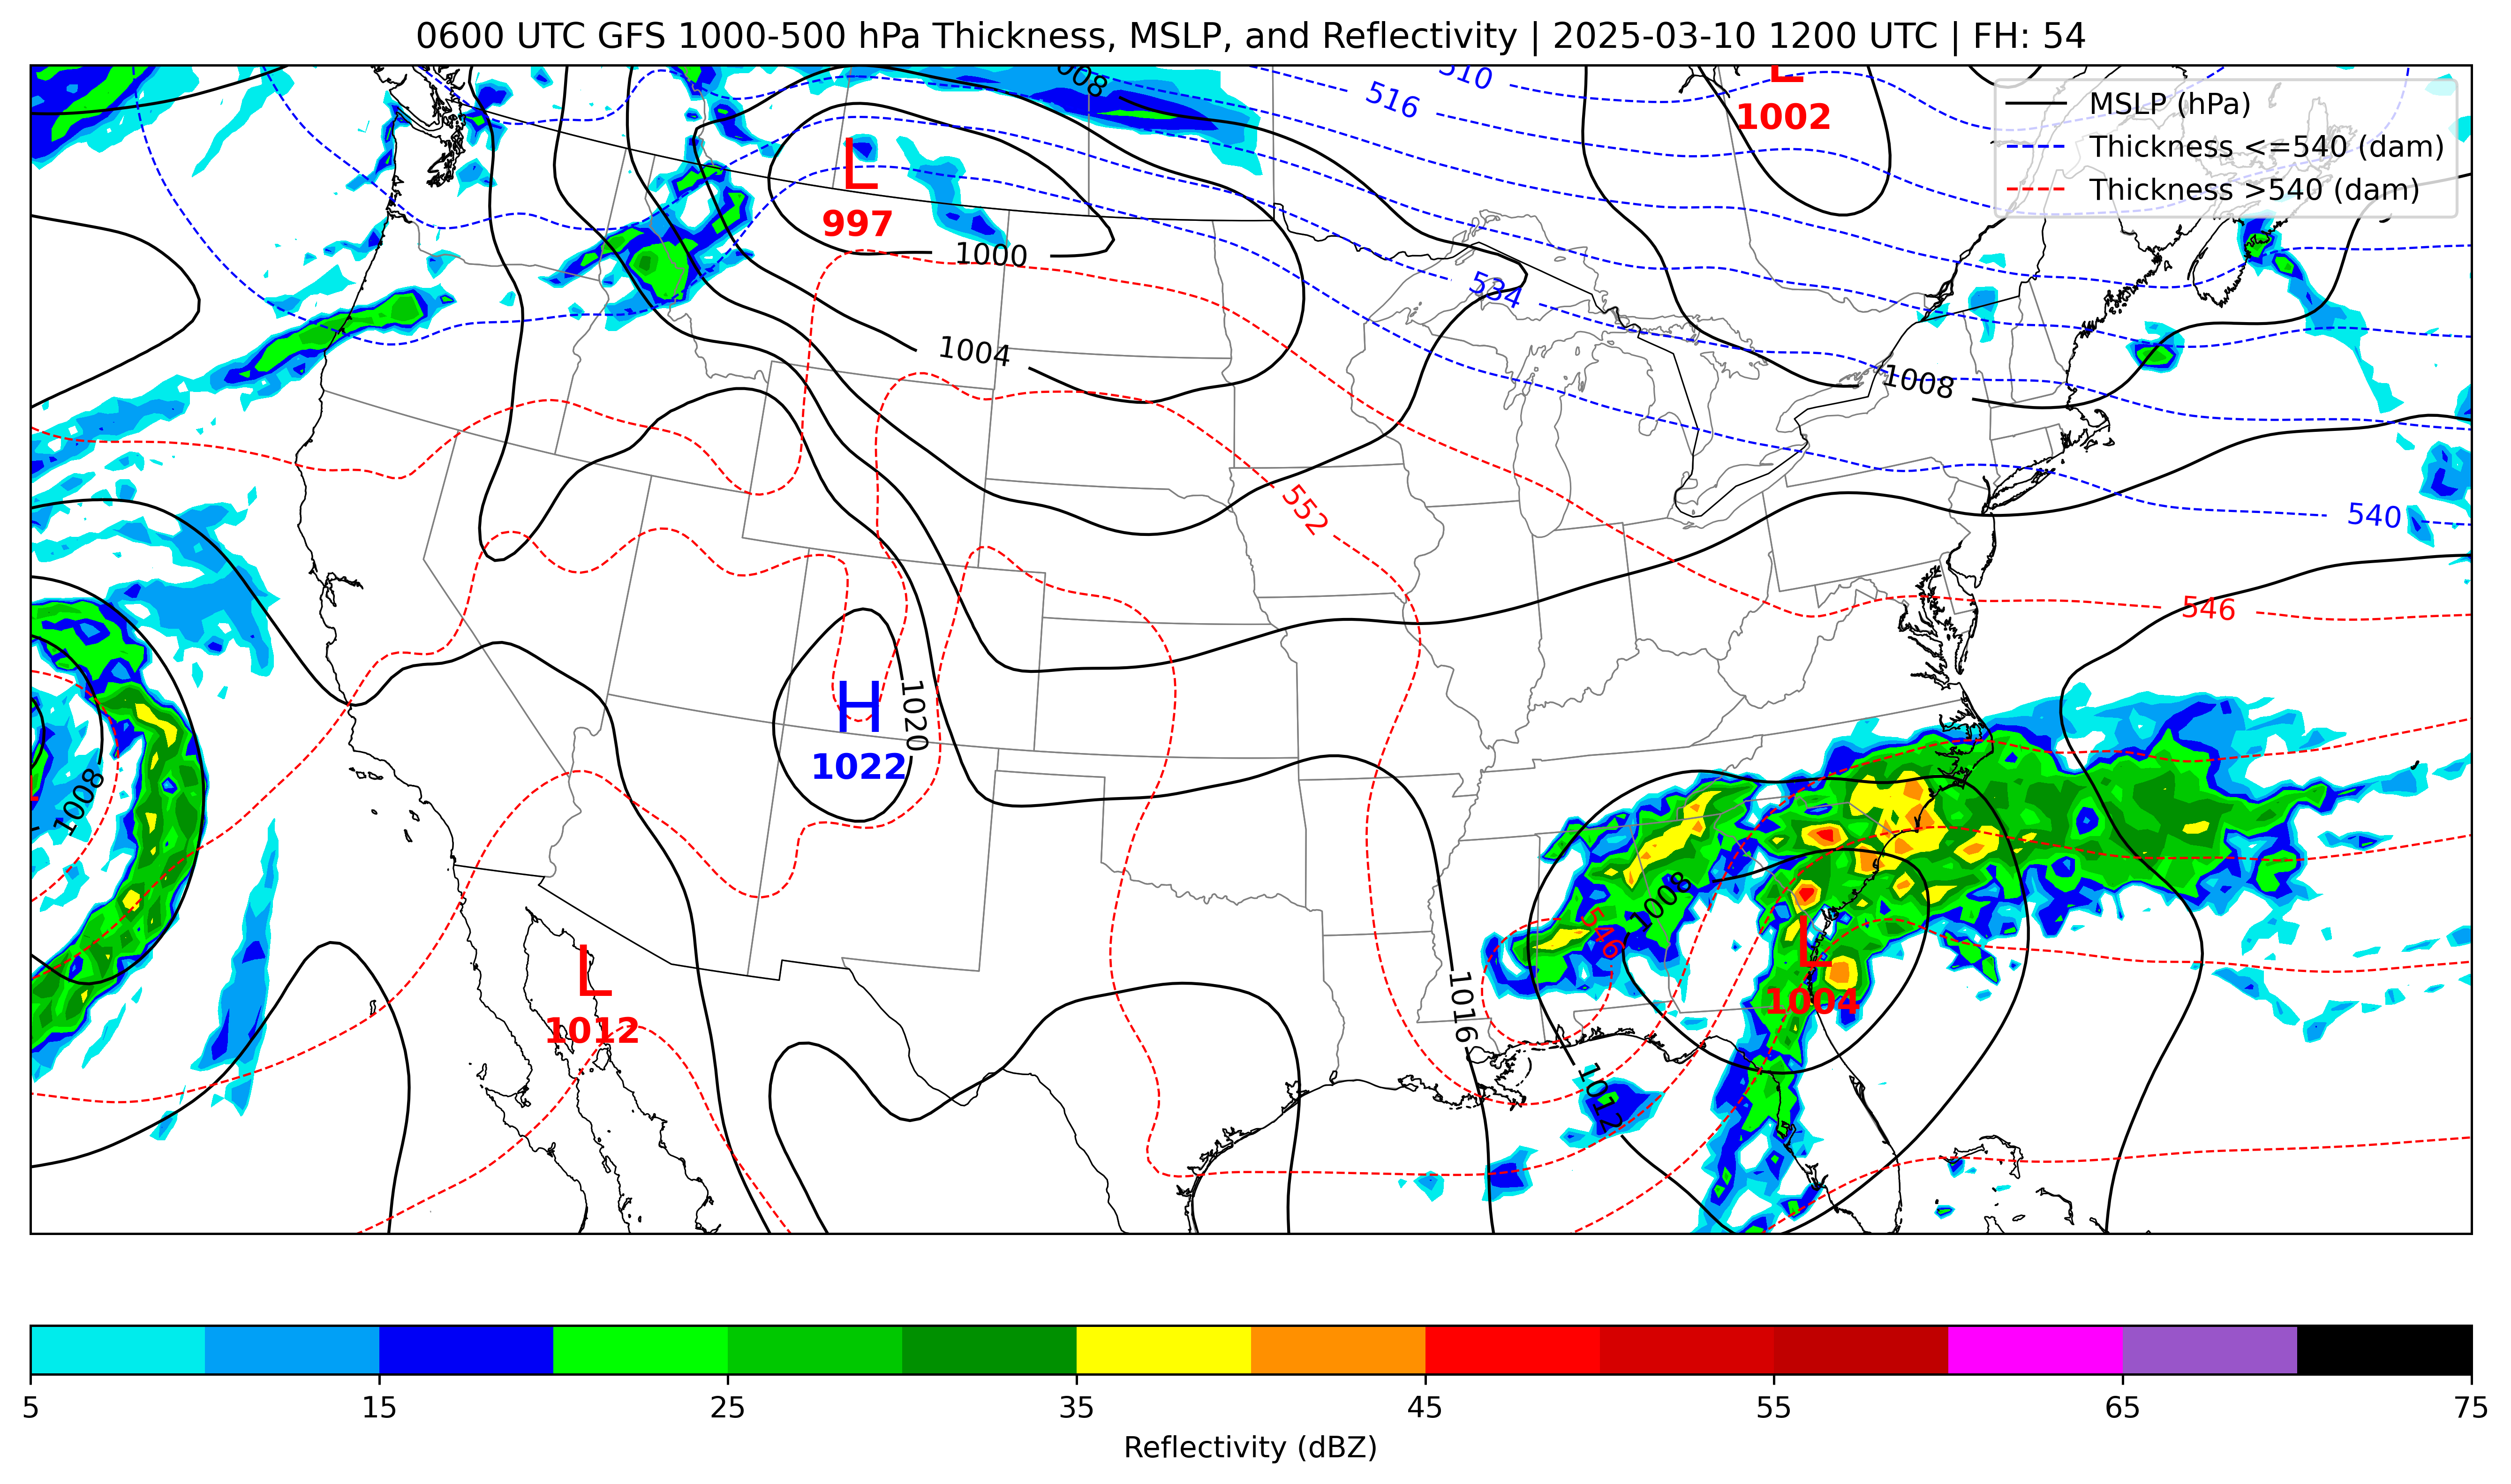 0600 UTC GFS 1000-500 hPa Thickness, MSLP, and Reflectivity | 2025-03-10 1200 UTC | FH: 54
MSLP (hPa)
Thickness <=540 (dam)
Thickness >540 (dam)
008
510
516
L
1002
L
997
1000
534
1004
1008
552
540
546
H
1022
1020
1008
1008
546
L
1004
L
1012
1016
1012
5 15 25 35 45 55 65 75
Reflectivity (dBZ)